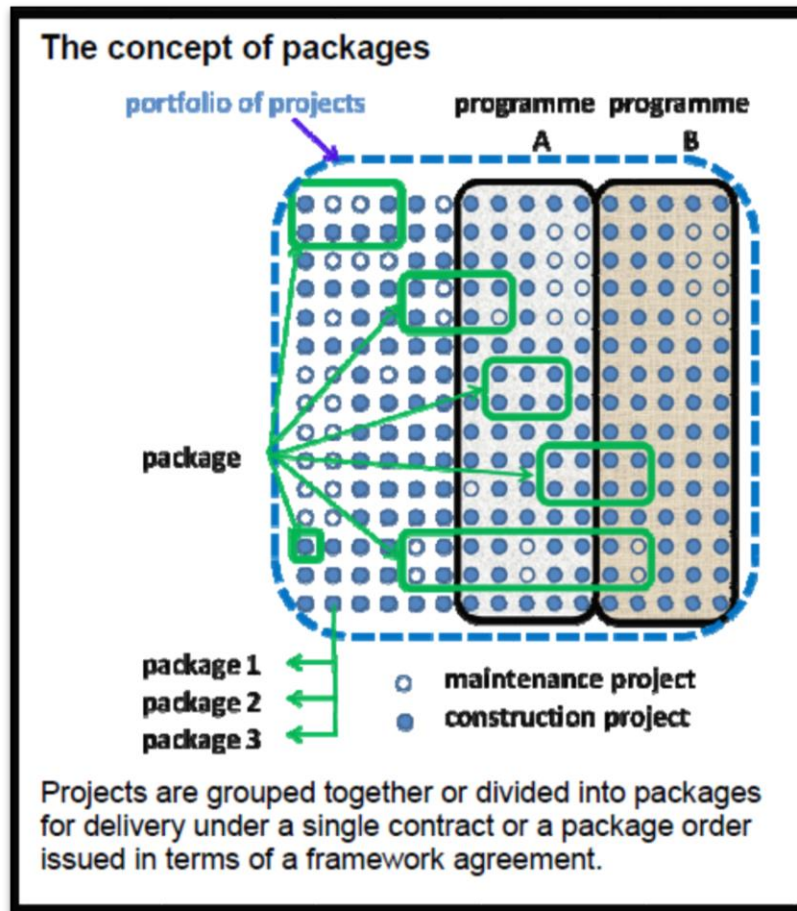 The concept of packages
portfolio of projects
programme programme
A B
package
package 1
package 2
package 3
maintenance project
construction project
Projects are grouped together or divided into packages
for delivery under a single contract or a package order
issued in terms of a framework agreement.